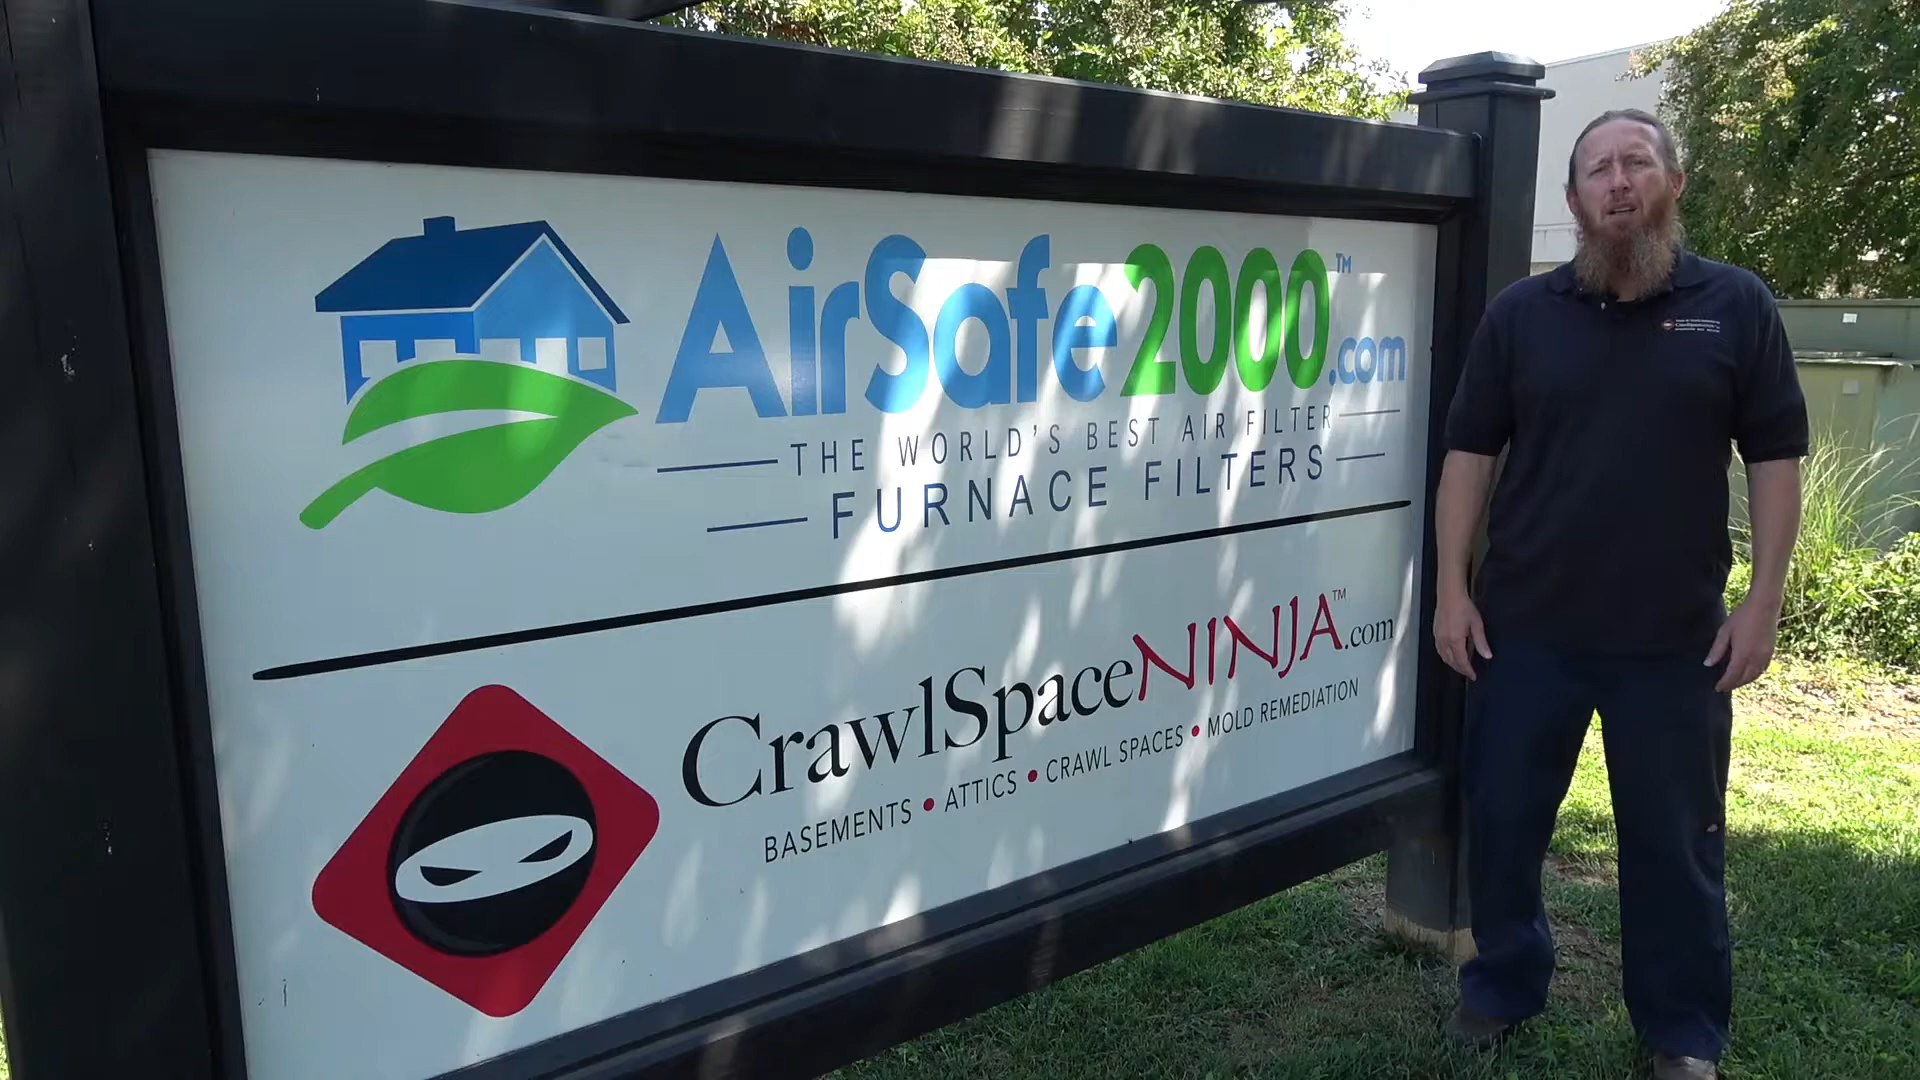 AirSafe2000.com™
THE WORLD'S BEST AIR FILTER
FURNACE FILTERS
CrawlSpaceNINJA.com™
BASEMENTS • ATTICS • CRAWL SPACES • MOLD REMEDIATION